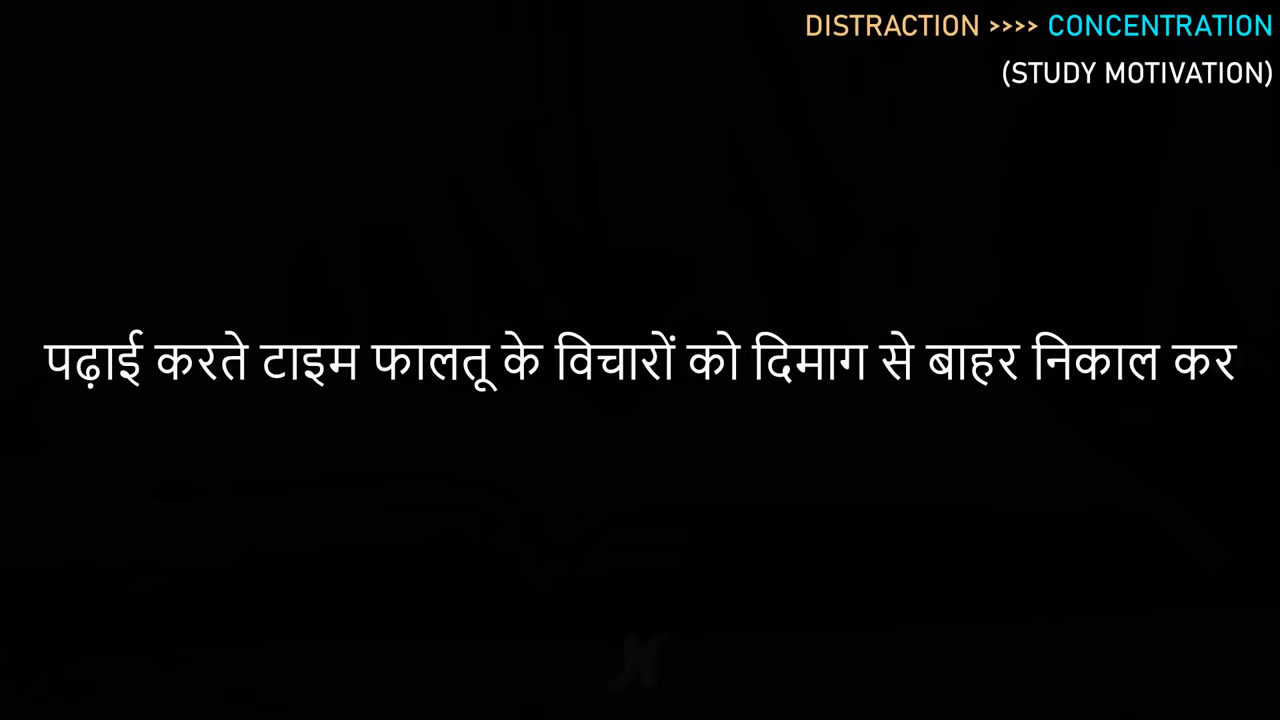 DISTRACTION >>>> CONCENTRATION
(STUDY MOTIVATION)
पढ़ाई करते टाइम फालतू के विचारों को दिमाग से बाहर निकाल कर